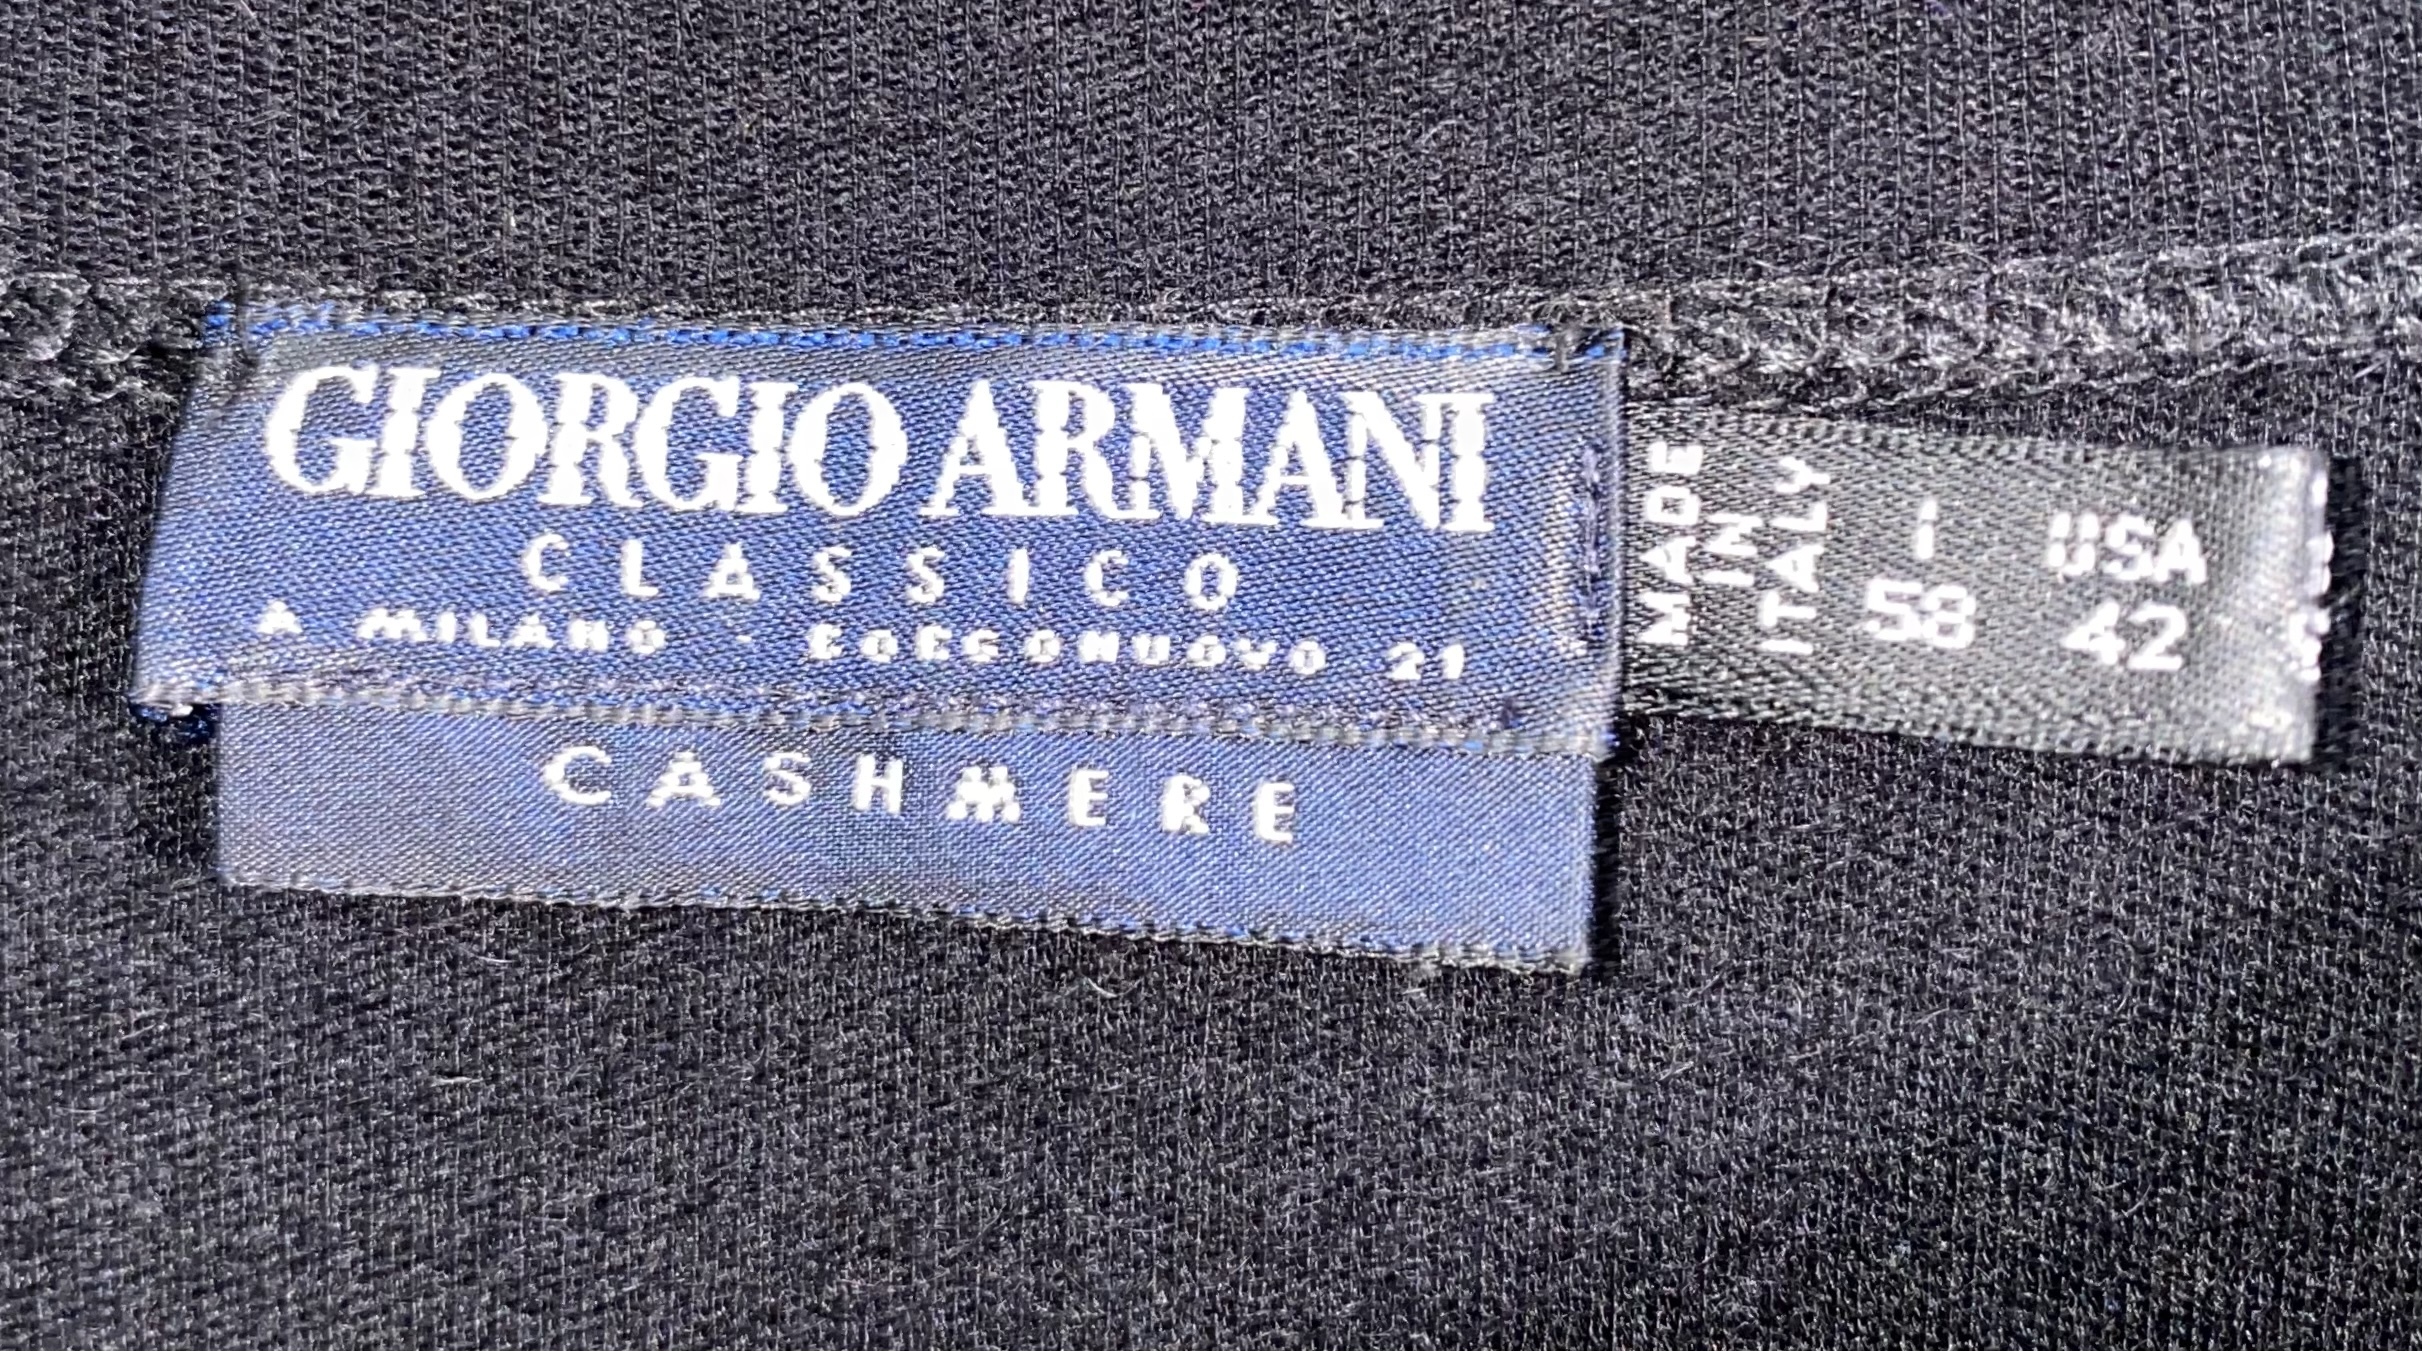 GIORGIO ARMANI
CLASSICO
A MILANO - BORGONUOVO 21
CASHMERE
MADE
IN
ITALY
I USA
58 42